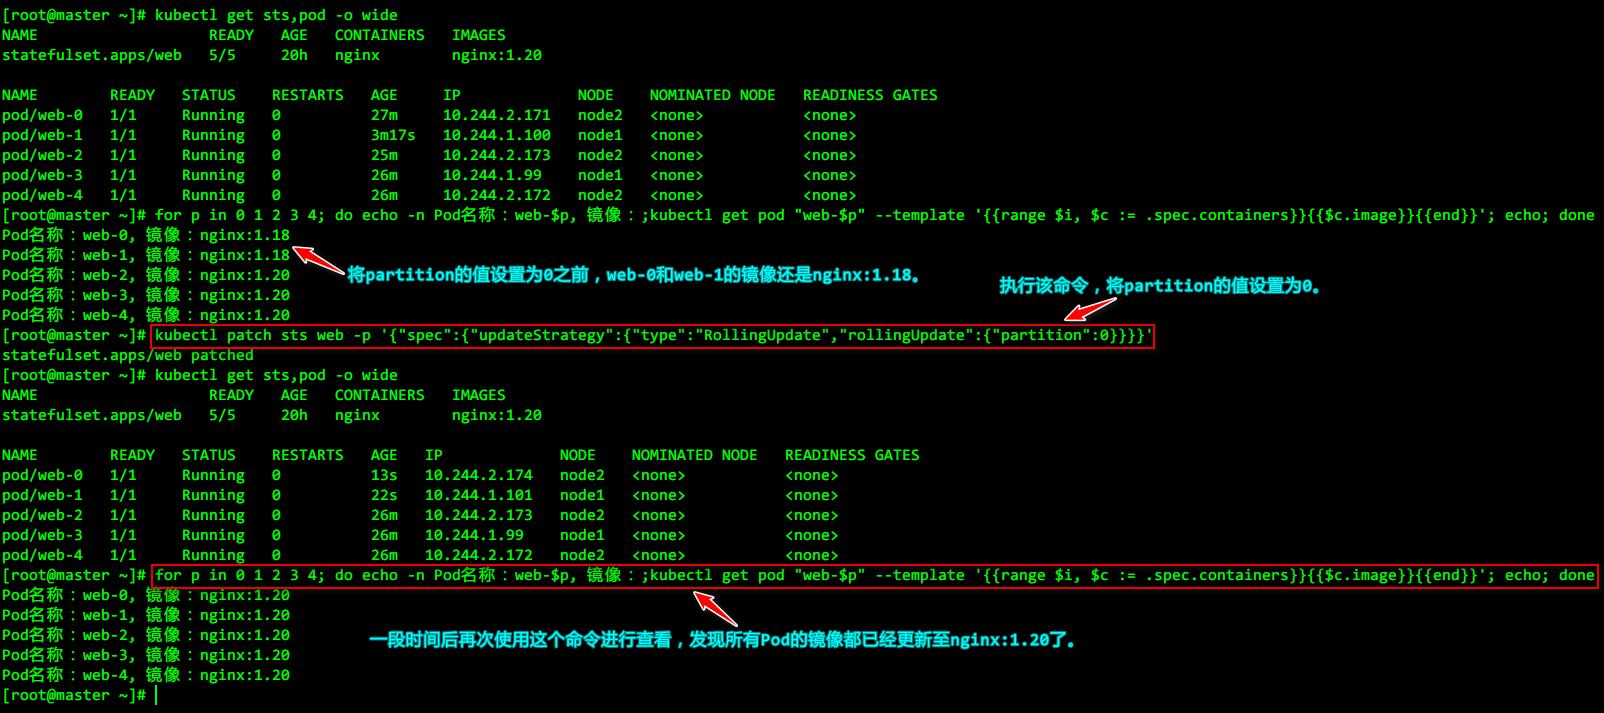 [root@master ~]# kubectl get sts,pod -o wide
NAME                   READY   AGE   CONTAINERS   IMAGES
statefulset.apps/web   5/5     20h   nginx        nginx:1.20
NAME        READY   STATUS    RESTARTS   AGE     IP             NODE    NOMINATED NODE   READINESS GATES
pod/web-0   1/1     Running   0          27m     10.244.2.171   node2   <none>           <none>
pod/web-1   1/1     Running   0          3m17s   10.244.1.100   node1   <none>           <none>
pod/web-2   1/1     Running   0          25m     10.244.2.173   node2   <none>           <none>
pod/web-3   1/1     Running   0          26m     10.244.1.99    node1   <none>           <none>
pod/web-4   1/1     Running   0          26m     10.244.2.172   node2   <none>           <none>
[root@master ~]# for p in 0 1 2 3 4; do echo -n Pod名称：web-$p, 镜像：;kubectl get pod "web-$p" --template '{{range $i, $c := .spec.containers}}{{$c.image}}{{end}}'; echo; done
Pod名称：web-0, 镜像：nginx:1.18
Pod名称：web-1, 镜像：nginx:1.18
Pod名称：web-2, 镜像：nginx:1.20
将partition的值设置为0之前，web-0和web-1的镜像还是nginx:1.18。
执行该命令，将partition的值设置为0。
Pod名称：web-3, 镜像：nginx:1.20
Pod名称：web-4, 镜像：nginx:1.20
[root@master ~]# kubectl patch sts web -p '{"spec":{"updateStrategy":{"type":"RollingUpdate","rollingUpdate":{"partition":0}}}}'
statefulset.apps/web patched
[root@master ~]# kubectl get sts,pod -o wide
NAME                   READY   AGE   CONTAINERS   IMAGES
statefulset.apps/web   5/5     20h   nginx        nginx:1.20
NAME        READY   STATUS    RESTARTS   AGE   IP             NODE    NOMINATED NODE   READINESS GATES
pod/web-0   1/1     Running   0          13s   10.244.2.174   node2   <none>           <none>
pod/web-1   1/1     Running   0          22s   10.244.1.101   node1   <none>           <none>
pod/web-2   1/1     Running   0          26m   10.244.2.173   node2   <none>           <none>
pod/web-3   1/1     Running   0          26m   10.244.1.99    node1   <none>           <none>
pod/web-4   1/1     Running   0          26m   10.244.2.172   node2   <none>           <none>
[root@master ~]# for p in 0 1 2 3 4; do echo -n Pod名称：web-$p, 镜像：;kubectl get pod "web-$p" --template '{{range $i, $c := .spec.containers}}{{$c.image}}{{end}}'; echo; done
Pod名称：web-0, 镜像：nginx:1.20
Pod名称：web-1, 镜像：nginx:1.20
Pod名称：web-2, 镜像：nginx:1.20
一段时间后再次使用这个命令进行查看，发现所有Pod的镜像都已经更新至nginx:1.20了。
Pod名称：web-3, 镜像：nginx:1.20
Pod名称：web-4, 镜像：nginx:1.20
[root@master ~]#